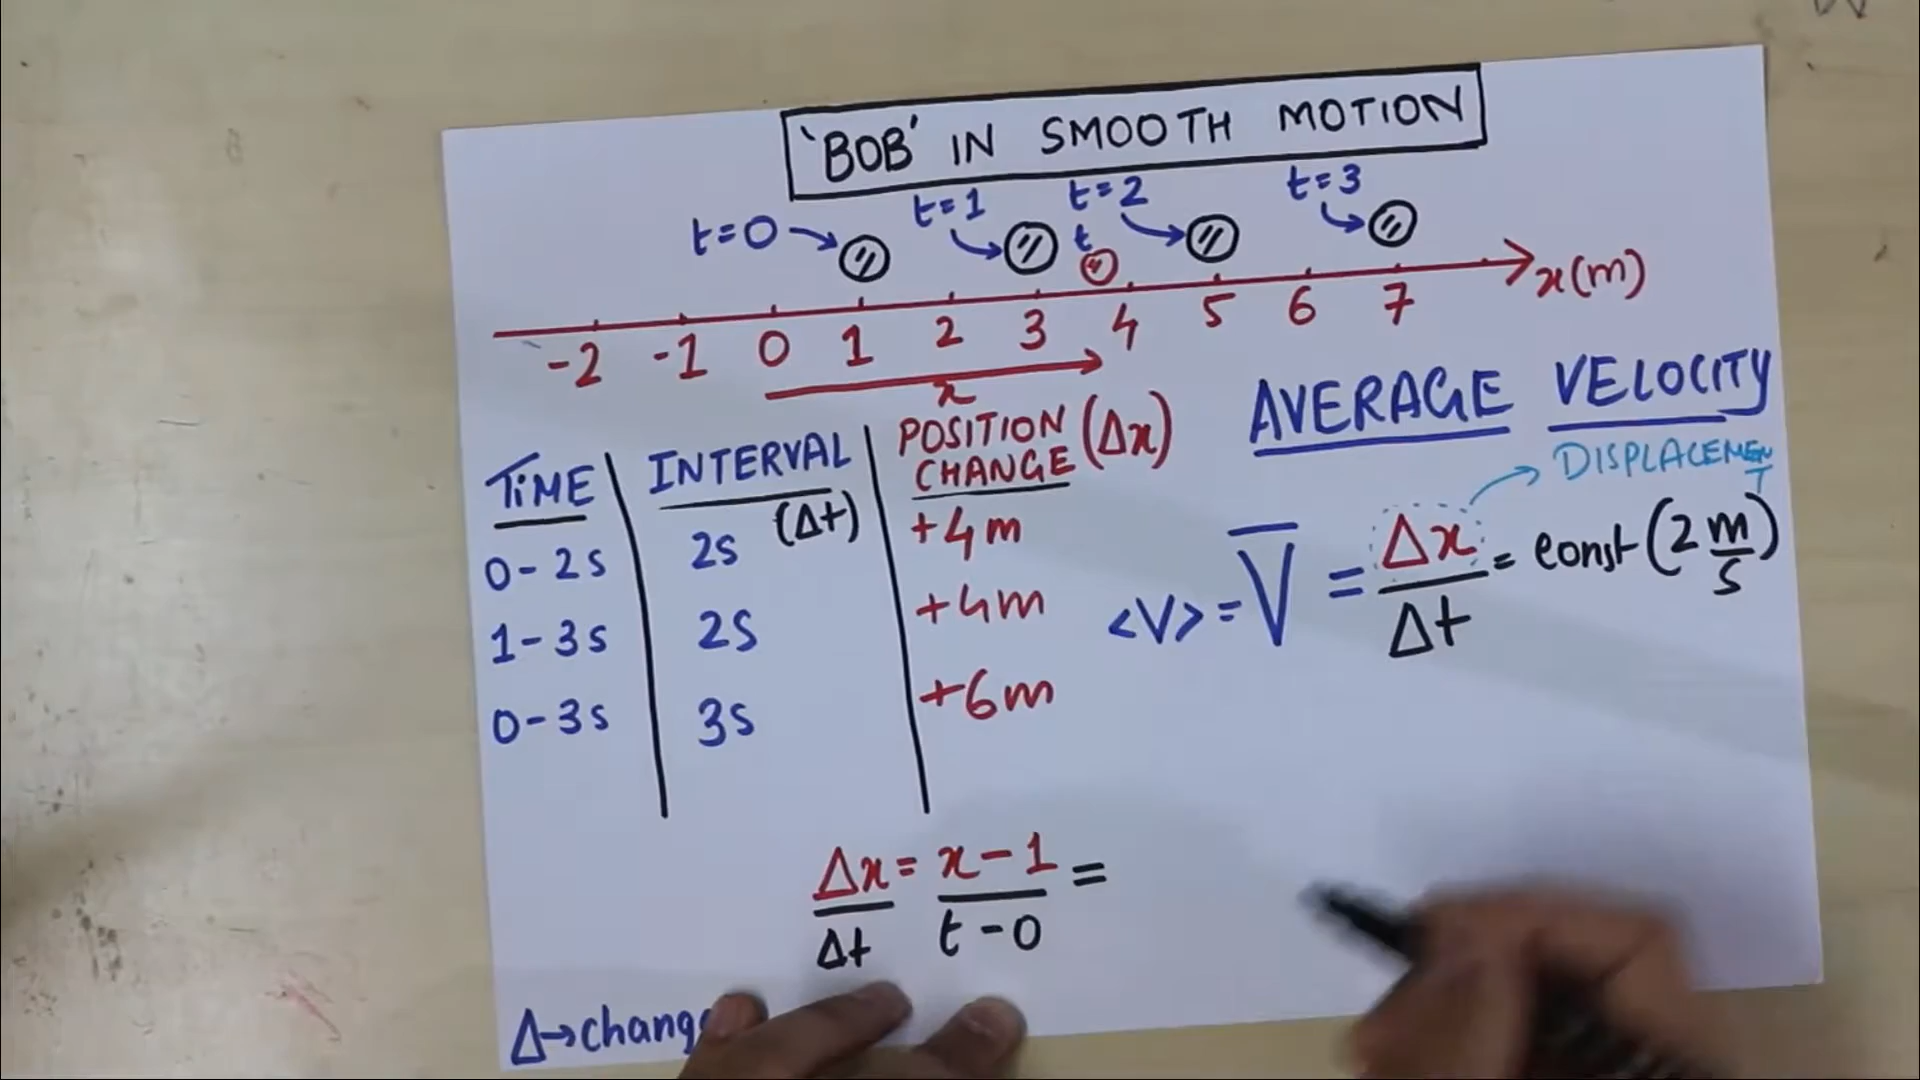 'BOB' IN SMOOTH MOTION
t=0 t=1 t=2 t=3
t
-2 -1 0 1 2 3 4 5 6 7 x(m)
x
AVERAGE VELOCITY
DISPLACEMENT
TIME INTERVAL (Δt) POSITION CHANGE (Δx)
0-2s 2s +4m
1-3s 2s +4m
0-3s 3s +6m
<V> = V̅ = Δx/Δt = const (2 m/s)
Δx/Δt = x-1/t-0 =
Δ→change